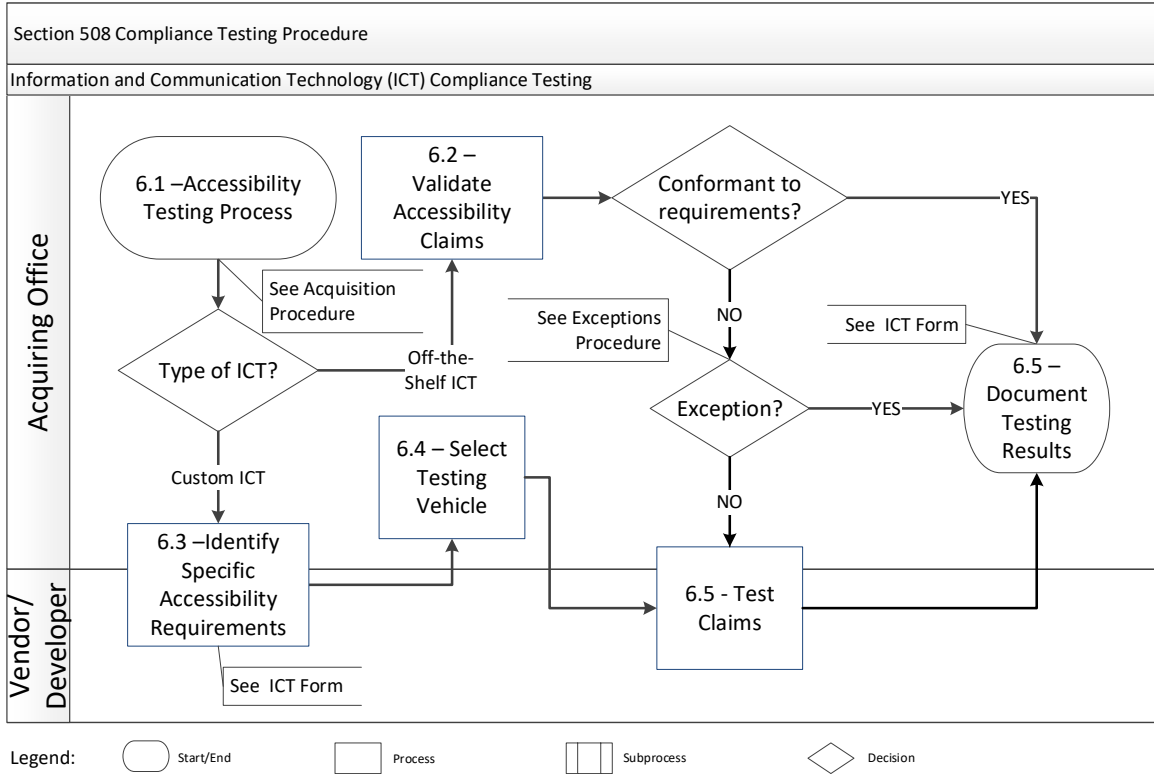 Section 508 Compliance Testing Procedure
Information and Communication Technology (ICT) Compliance Testing
Acquiring Office
6.1 –Accessibility
Testing Process
See Acquisition
Procedure
Type of ICT?
Off-the-
Shelf ICT
Custom ICT
6.2 –
Validate
Accessibility
Claims
Conformant to
requirements?
YES
NO
See Exceptions
Procedure
Exception?
YES
NO
See  ICT Form
6.5 –
Document
Testing
Results
6.4 – Select
Testing
Vehicle
6.3 –Identify
Specific
Accessibility
Requirements
6.5 - Test
Claims
Vendor/
Developer
See  ICT Form
Legend:
Start/End
Process
Subprocess
Decision